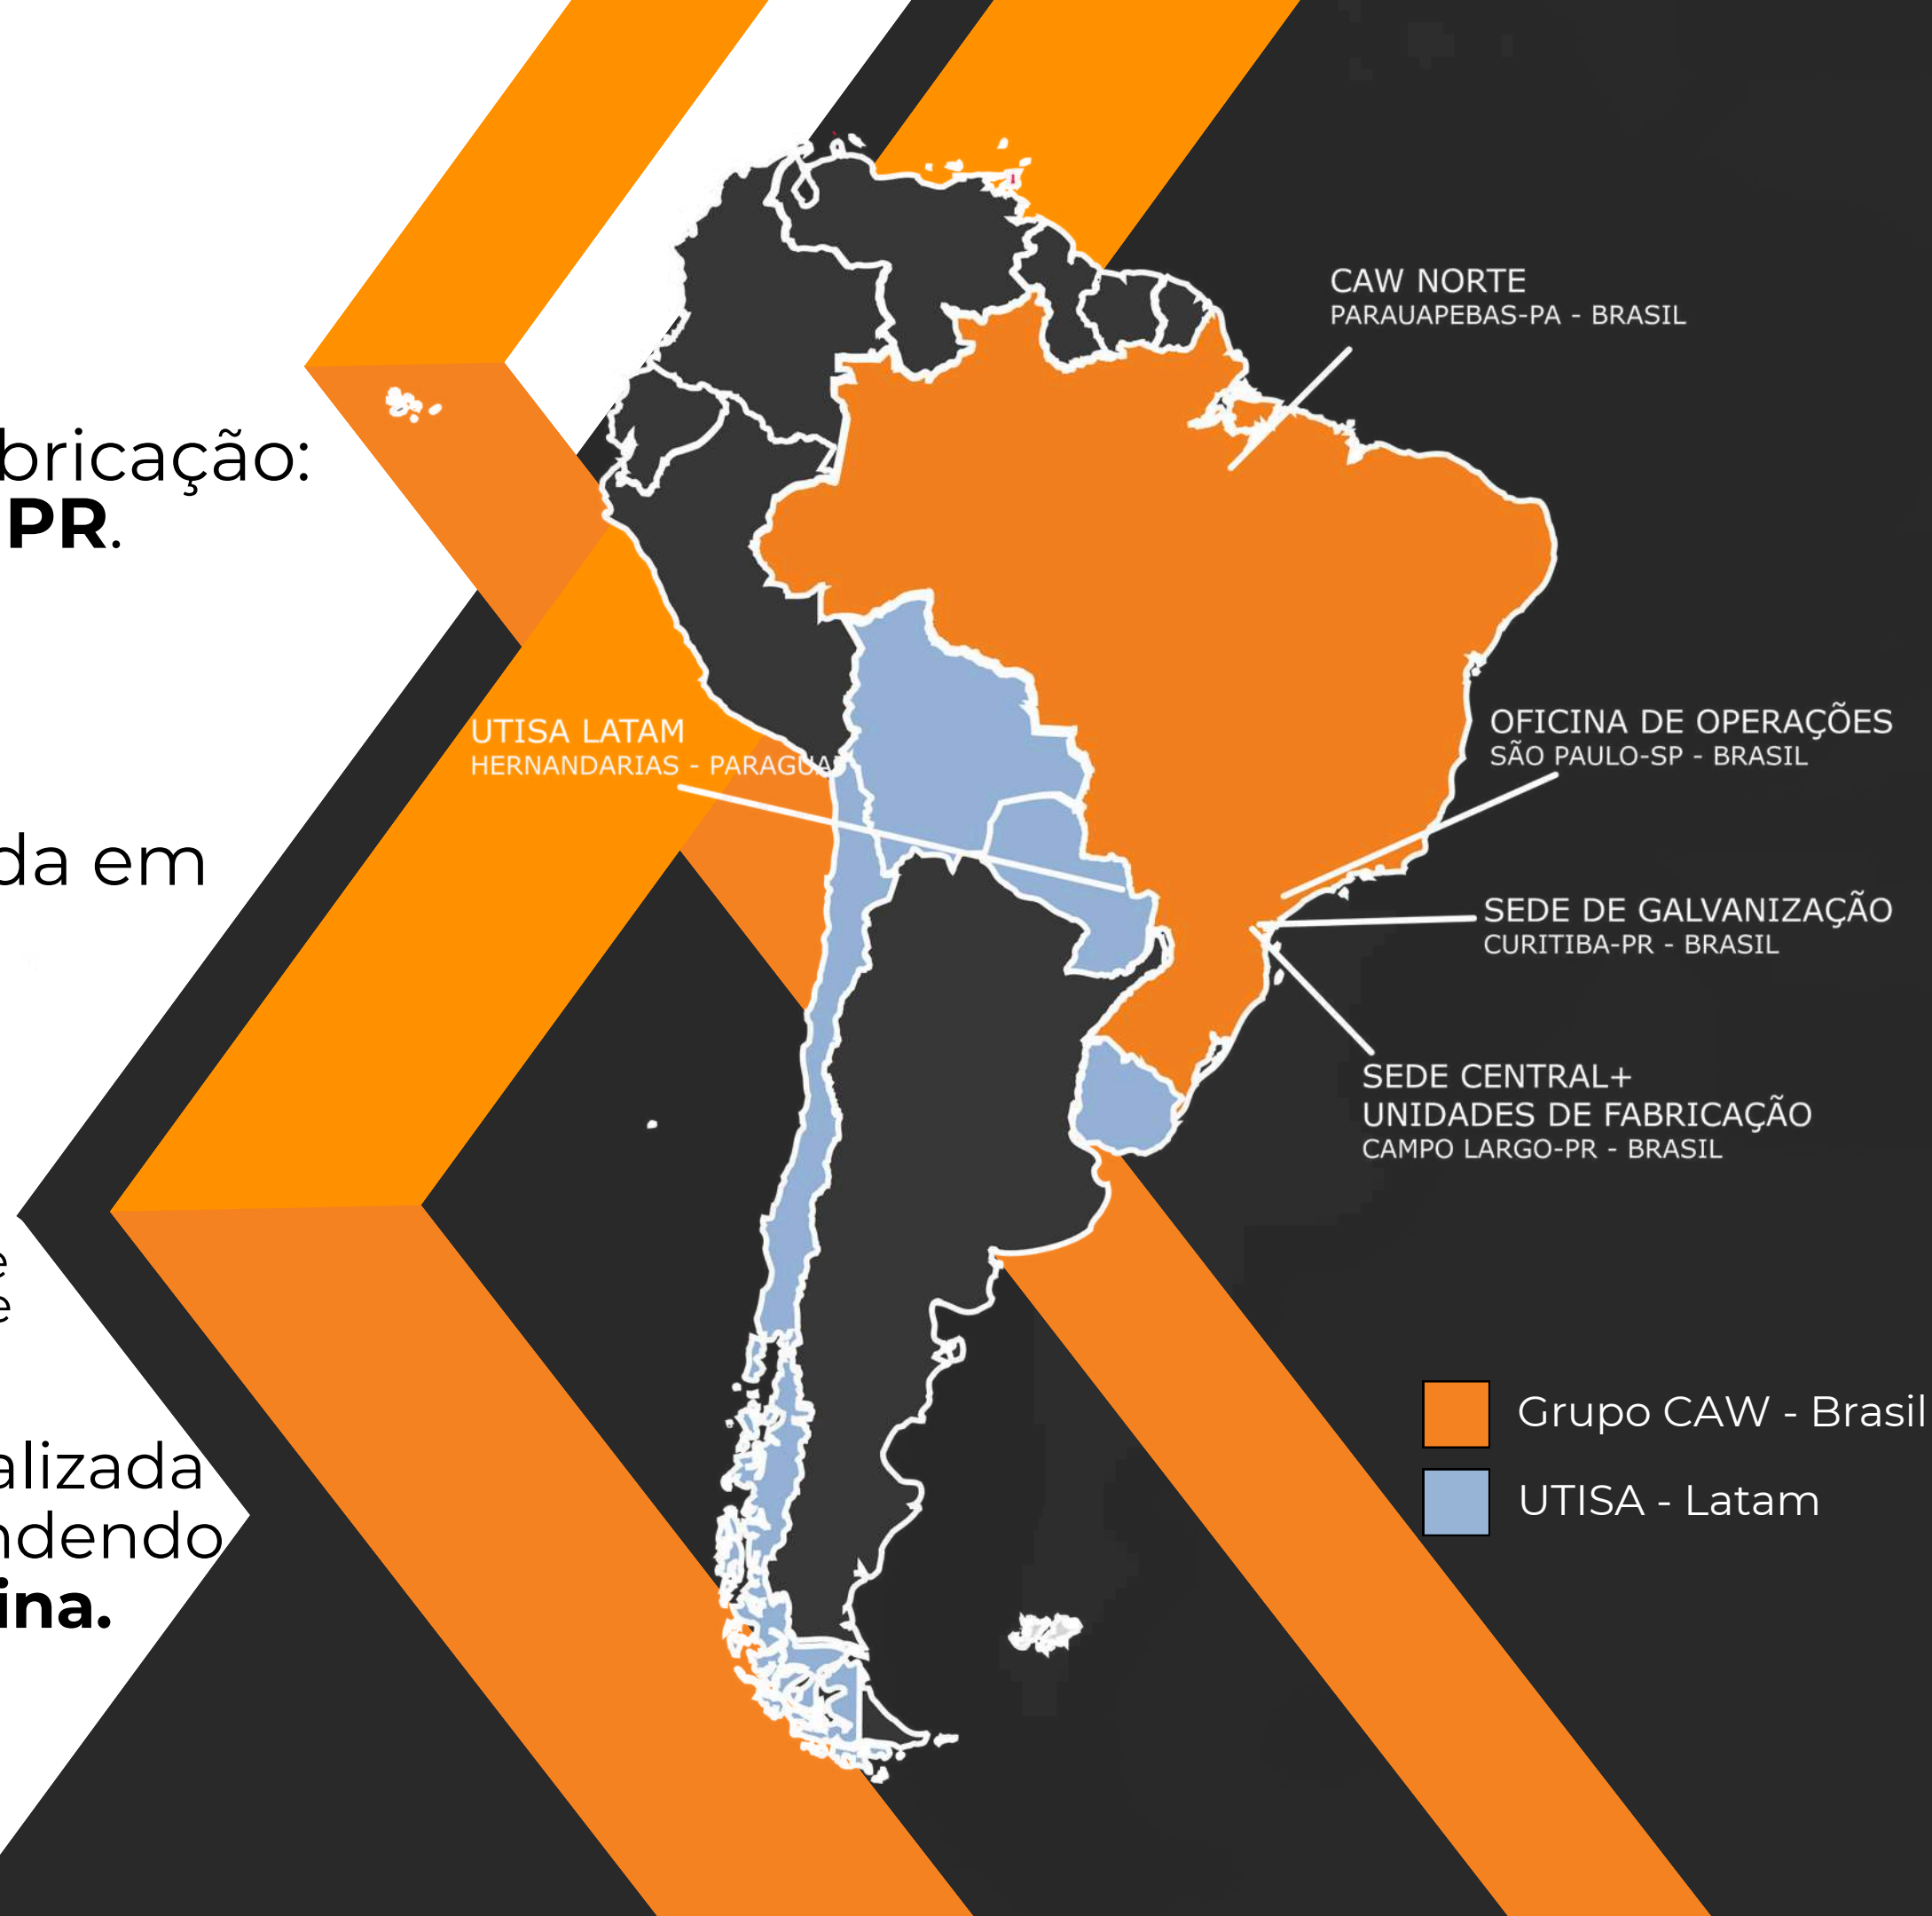 bricação:
PR.
da em
e
e
alizada
ndendo
ina.
CAW NORTE
PARAUAPEBAS-PA - BRASIL
UTISA LATAM
HERNANDARIAS - PARAGUAI
OFICINA DE OPERAÇÕES
SÃO PAULO-SP - BRASIL
SEDE DE GALVANIZAÇÃO
CURITIBA-PR - BRASIL
SEDE CENTRAL+
UNIDADES DE FABRICAÇÃO
CAMPO LARGO-PR - BRASIL
Grupo CAW - Brasil
UTISA - Latam